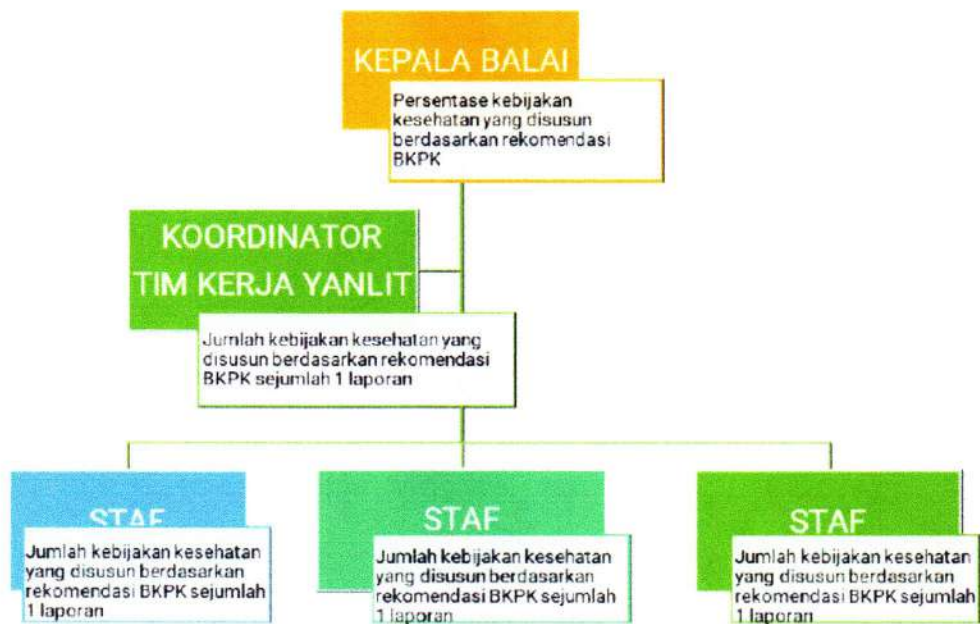 KEPALA BALAI
Persentase kebijakan
kesehatan yang disusun
berdasarkan rekomendasi
BKPK
KOORDINATOR
TIM KERJA YANLIT
Jumlah kebijakan kesehatan yang
disusun berdasarkan rekomendasi
BKPK sejumlah 1 laporan
STAF
Jumlah kebijakan kesehatan
yang disusun berdasarkan
rekomendasi BKPK sejumlah
1 laporan
STAF
Jumlah kebijakan kesehatan
yang disusun berdasarkan
rekomendasi BKPK sejumlah
1 laporan
STAF
Jumlah kebijakan kesehatan
yang disusun berdasarkan
rekomendasi BKPK sejumlah
1 laporan